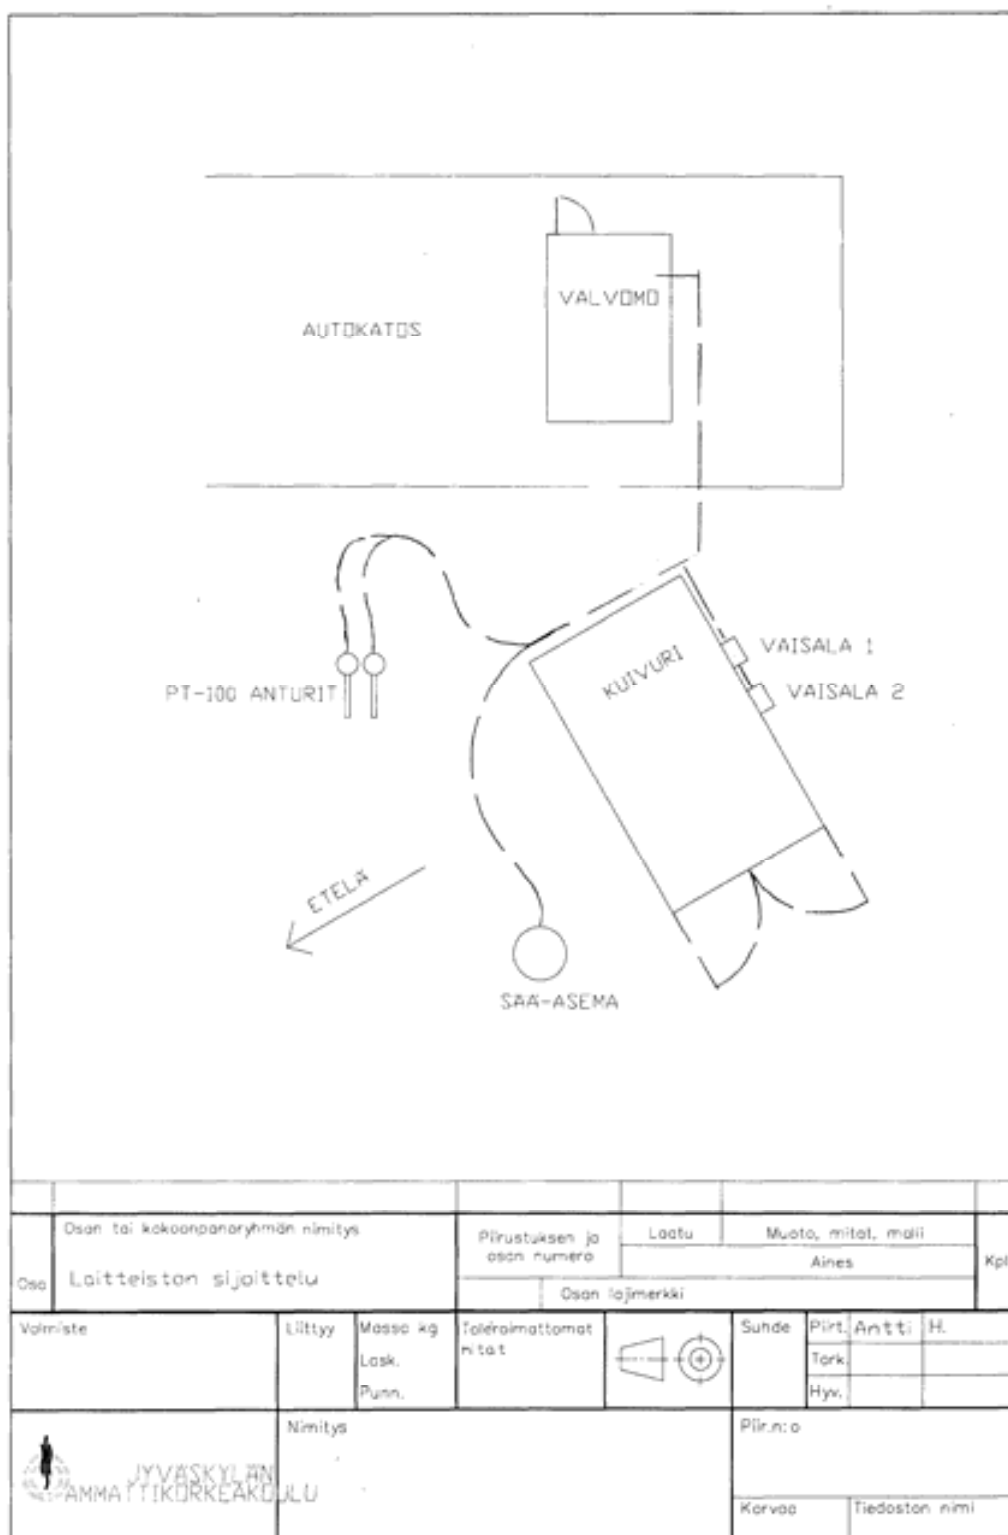 VALVOMO
AUTOKATOS
VAISALA 1
KUIVURI
VAISALA 2
PT-100 ANTURIT
ETELÄ
SÄÄ-ASEMA
Osan tai kokoonpanoryhmän nimitys
Piirustuksen ja
osan numero
Laatu
Muoto, mitat, malli
Aines
Kpl
Osa
Laitteiston sijoittelu
Osan lajimerkki
Valmiste
Liittyy
Massa kg
Lask.
Punn.
Toleroimattomat
mitat
Suhde
Piirt. Antti H.
Tark.
Hyv.
Nimitys
Piir.n:o
JYVÄSKYLÄN
AMMATTIKORKEAKOULU
Korvaa
Tiedoston nimi